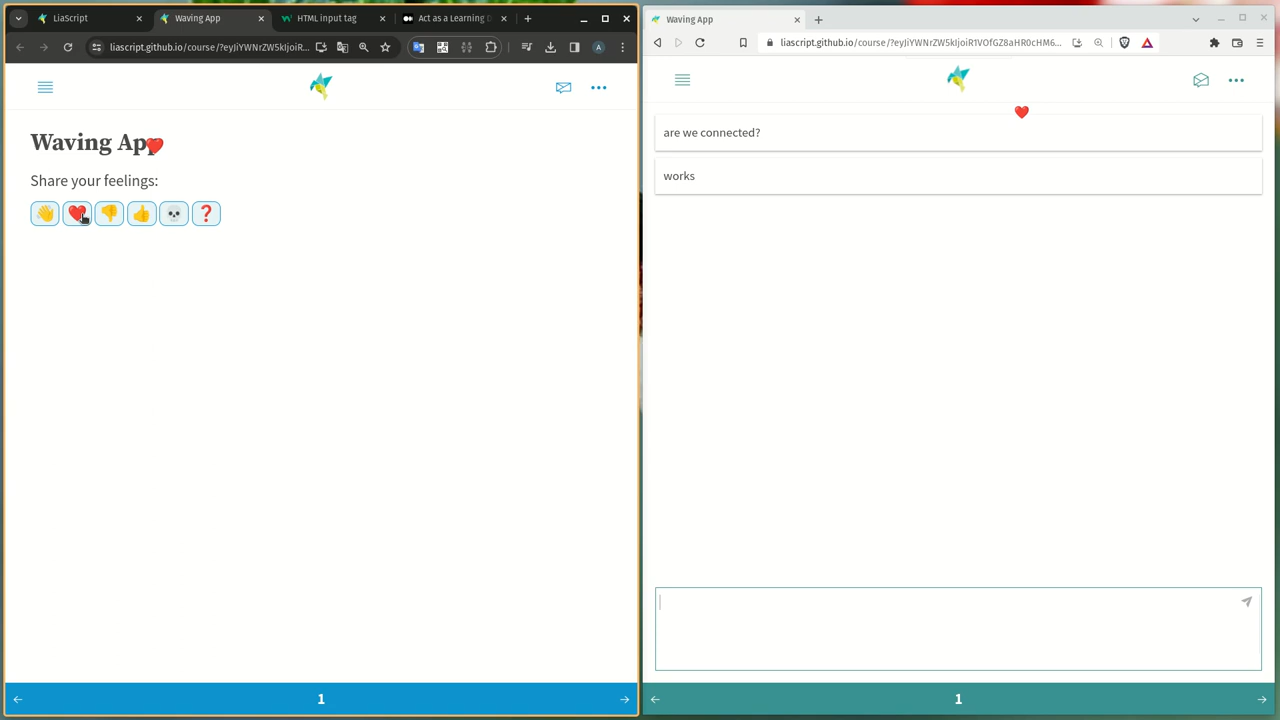 LiaScript
Waving App
HTML input tag
Act as a Learning D
liascript.github.io/course/?eyJiYWNrZW5kIjoiR...
A
Waving App
Share your feelings:
1
Waving App
liascript.github.io/course/?eyJiYWNrZW5kIjoiR1VOfGZ8aHR0cHM6...
are we connected?
works
1